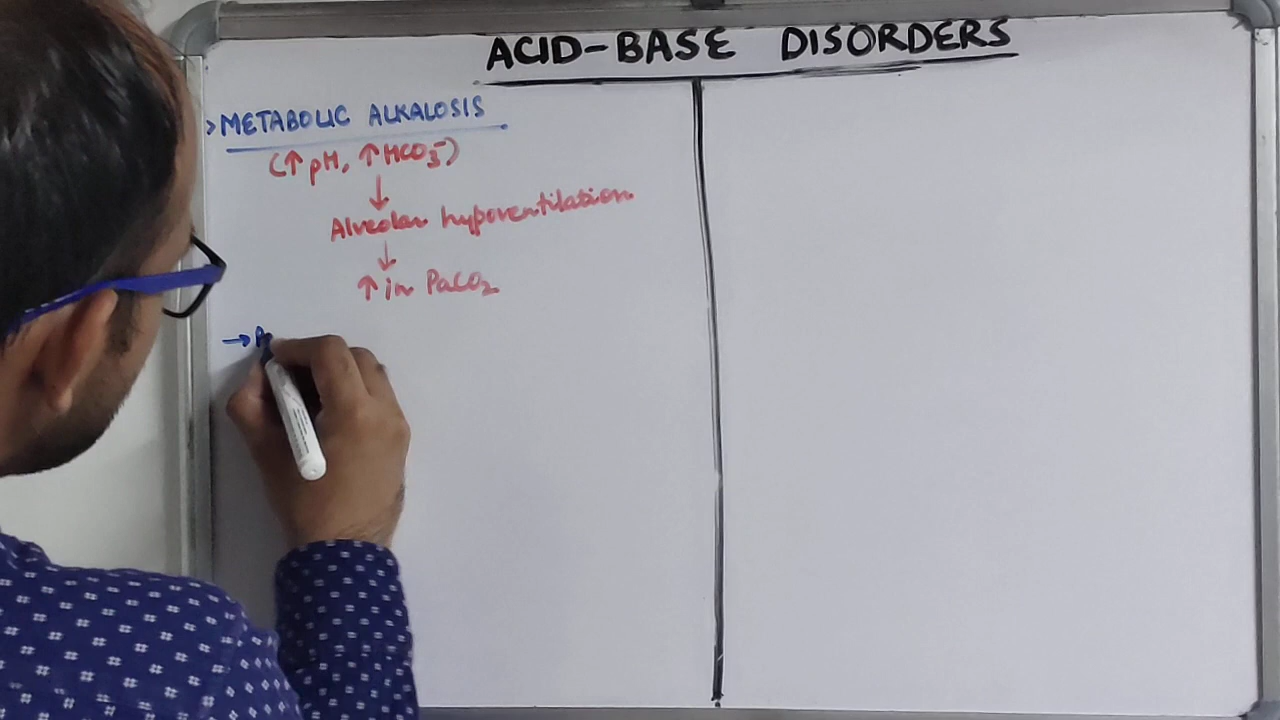 ACID-BASE DISORDERS
>METABOLIC ALKALOSIS
(↑ pH, ↑ HCO3-)
↓
Alveolar hypoventilation
↓
↑ in PaCO2
→